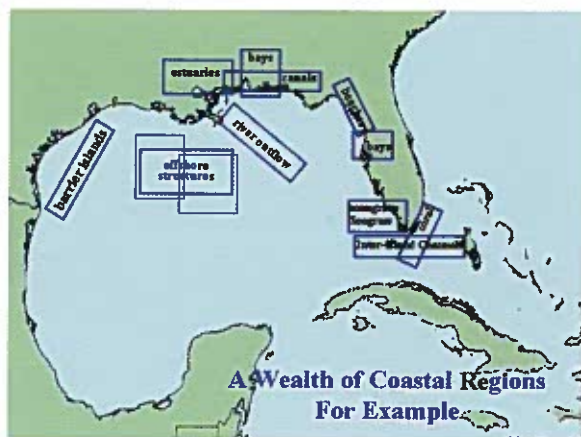 bays
estuaries
canals
beaches
river outflow
bays
barrier islands
offshore
structures
Seagrass
coral
Inter-Island Channels
A Wealth of Coastal Regions
For Example